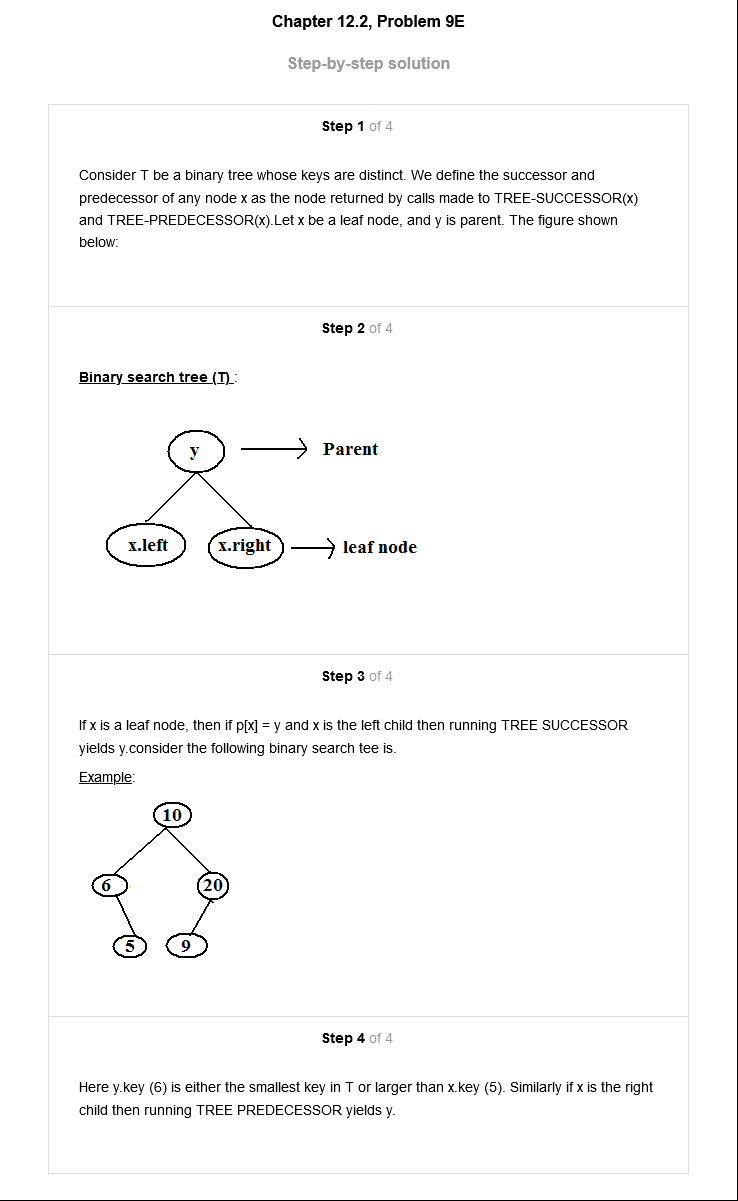 Chapter 12.2, Problem 9E
Step-by-step solution
Step 1 of 4
Consider T be a binary tree whose keys are distinct. We define the successor and
predecessor of any node x as the node returned by calls made to TREE-SUCCESSOR(x)
and TREE-PREDECESSOR(x).Let x be a leaf node, and y is parent. The figure shown
below:
Step 2 of 4
Binary search tree (T) :
y Parent
x.left x.right leaf node
Step 3 of 4
If x is a leaf node, then if p[x] = y and x is the left child then running TREE SUCCESSOR
yields y.consider the following binary search tee is.
Example:
10
6 20
5 9
Step 4 of 4
Here y.key (6) is either the smallest key in T or larger than x.key (5). Similarly if x is the right
child then running TREE PREDECESSOR yields y.